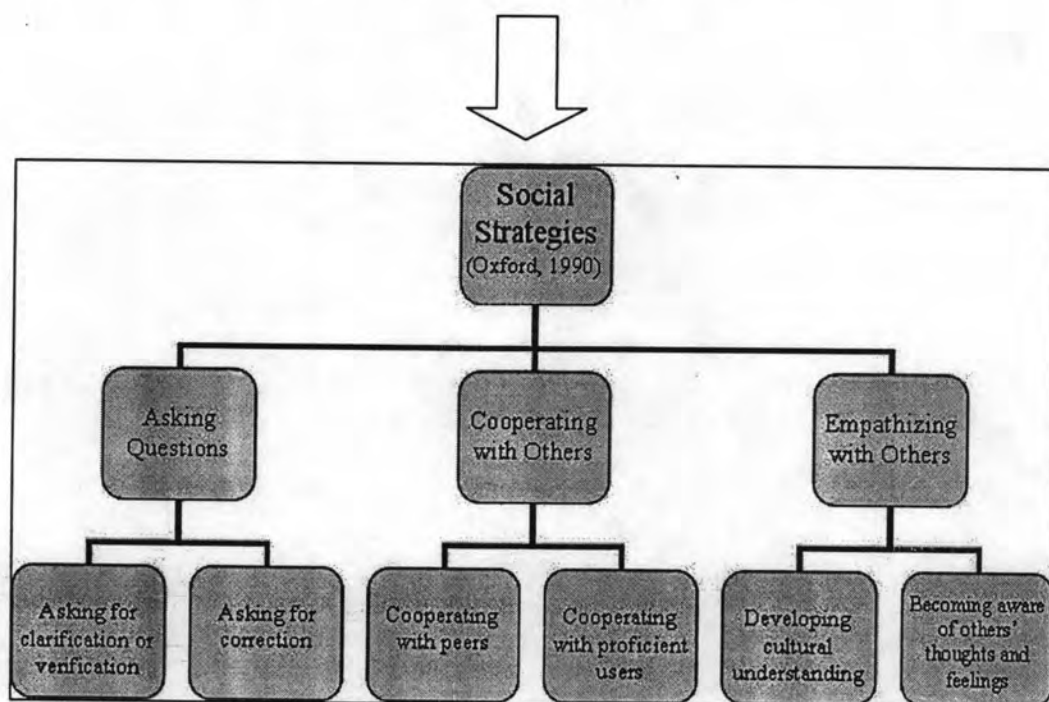 Social
Strategies
(Oxford, 1990)
Asking
Questions
Cooperating
with Others
Empathizing
with Others
Asking for
clarification or
verification
Asking for
correction
Cooperating
with peers
Cooperating
with proficient
users
Developing
cultural
understanding
Becoming aware
of others'
thoughts and
feelings